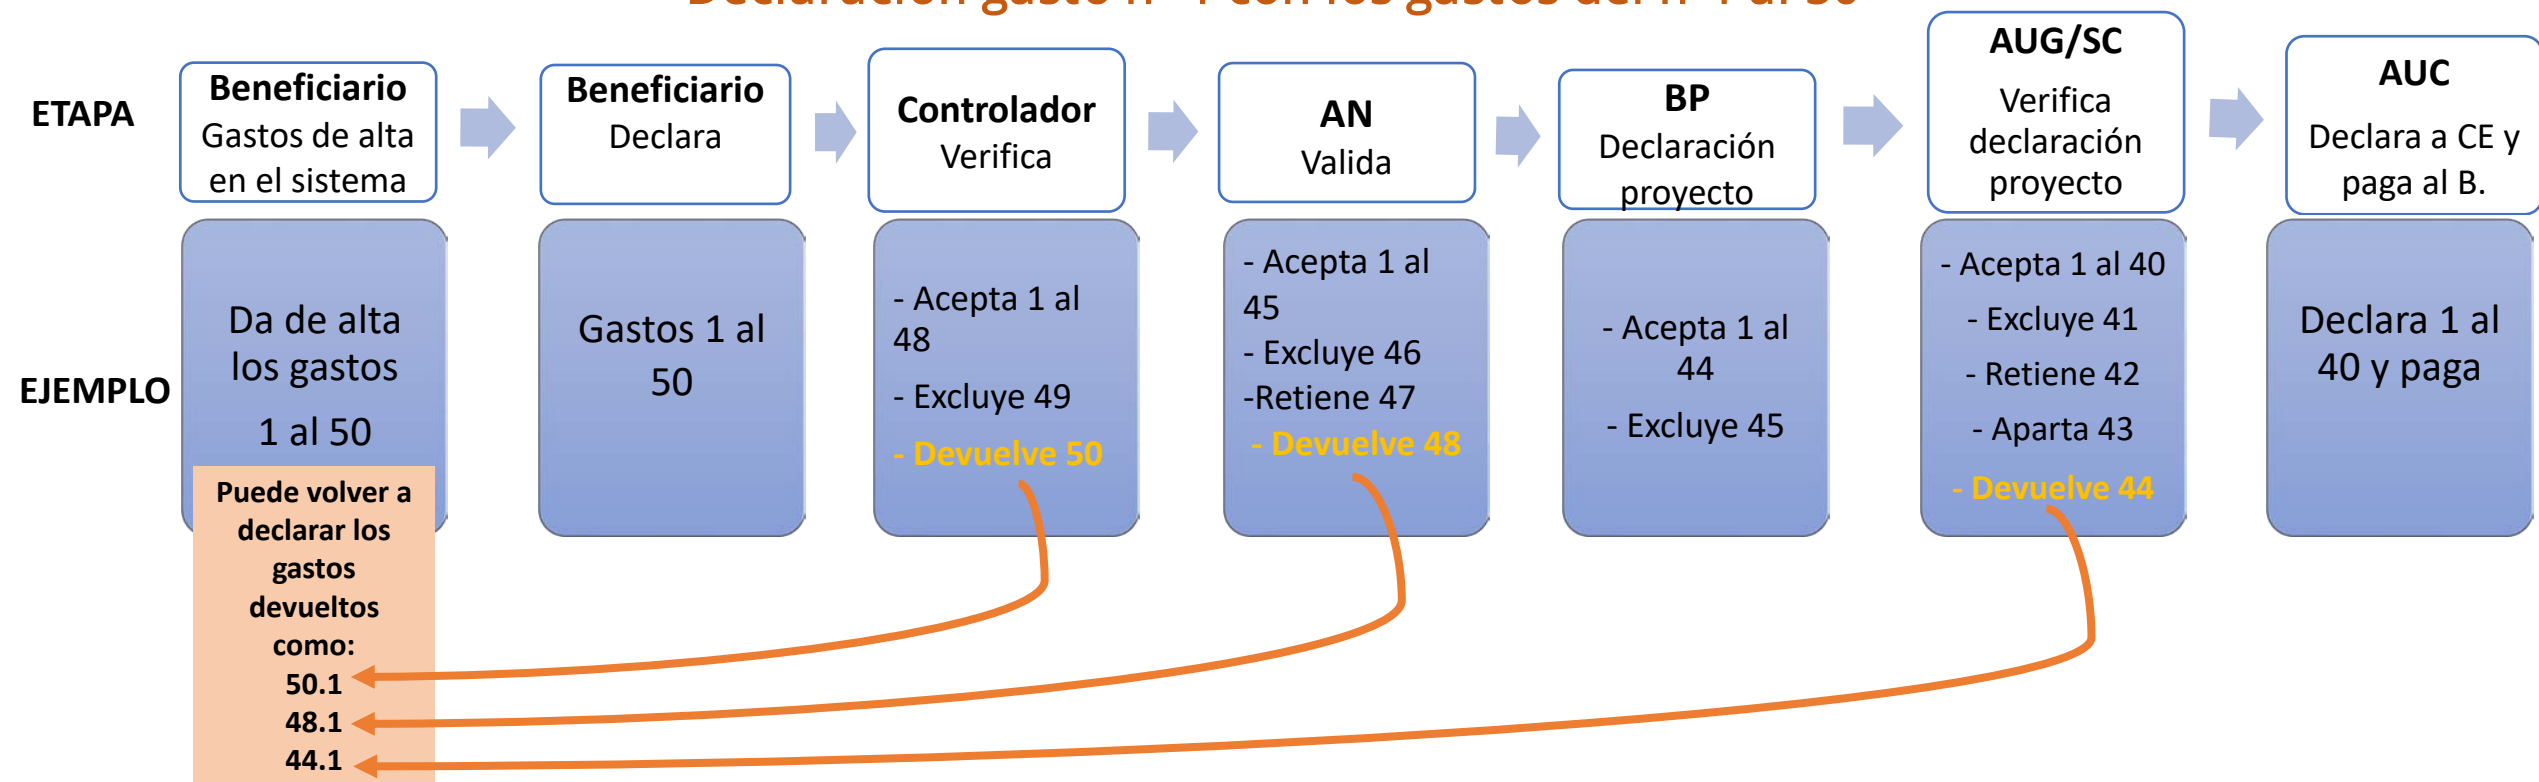 ETAPA
Beneficiario
Gastos de alta
en el sistema
Beneficiario
Declara
Controlador
Verifica
AN
Valida
BP
Declaración
proyecto
AUG/SC
Verifica
declaración
proyecto
AUC
Declara a CE y
paga al B.
EJEMPLO
Da de alta
los gastos
1 al 50
Puede volver a
declarar los
gastos
devueltos
como:
50.1
48.1
44.1
Gastos 1 al
50
- Acepta 1 al
48
- Excluye 49
- Devuelve 50
- Acepta 1 al
45
- Excluye 46
-Retiene 47
- Devuelve 48
- Acepta 1 al
44
- Excluye 45
- Acepta 1 al 40
- Excluye 41
- Retiene 42
- Aparta 43
- Devuelve 44
Declara 1 al
40 y paga